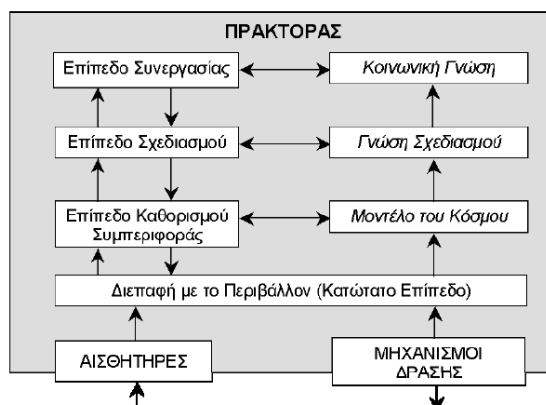 ΠΡΑΚΤΟΡΑΣ
Επίπεδο Συνεργασίας
Κοινωνική Γνώση
Επίπεδο Σχεδιασμού
Γνώση Σχεδιασμού
Επίπεδο Καθορισμού
Συμπεριφοράς
Μοντέλο του Κόσμου
Διεπαφή με το Περιβάλλον (Κατώτατο Επίπεδο)
ΑΙΣΘΗΤΗΡΕΣ
ΜΗΧΑΝΙΣΜΟΙ
ΔΡΑΣΗΣ